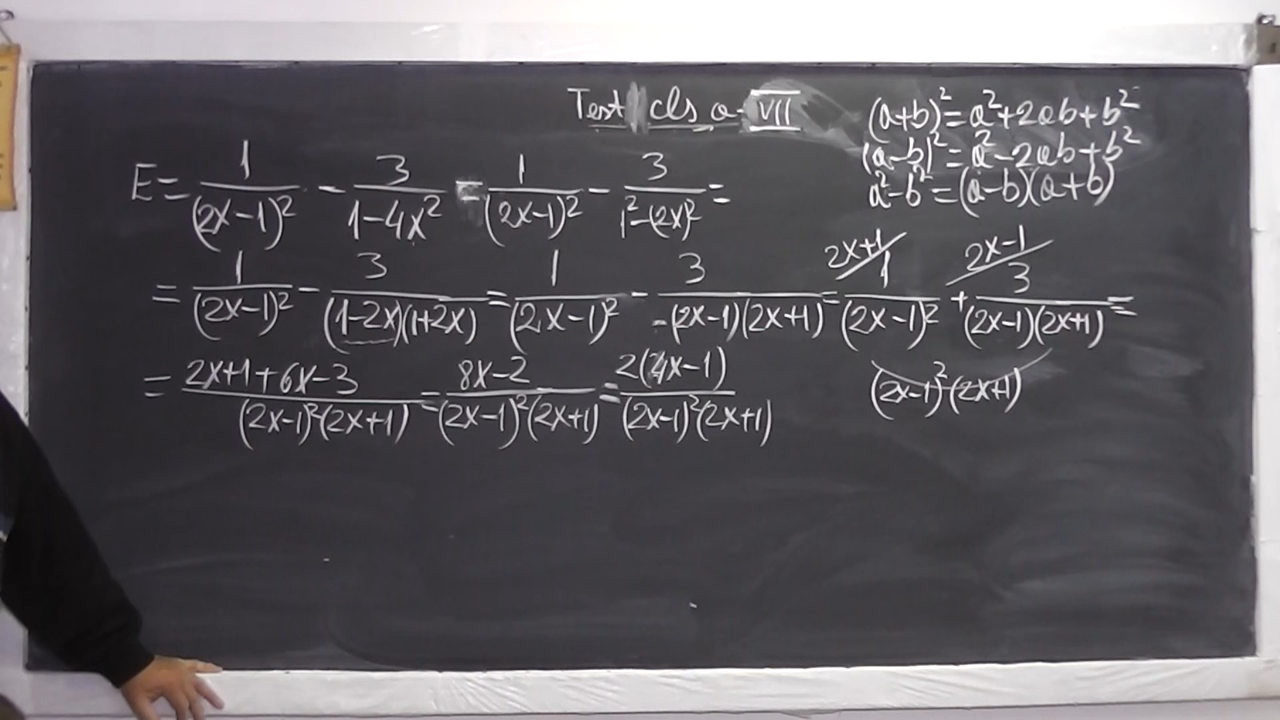 Test cls a VII
(a+b)²=a²+2ab+b²
(a-b)²=a²-2ab+b²
a²-b²=(a-b)(a+b)
E= 1/(2x-1)² - 3/(1-4x²) = 1/(2x-1)² - 3/(1²-(2x)²) =
= 1/(2x-1)² - 3/((1-2x)(1+2x)) = 1/(2x-1)² - 3/(-(2x-1)(2x+1)) = 2x+1) 1/(2x-1)² + 2x-1) 3/((2x-1)(2x+1)) =
(2x-1)²(2x+1)
= (2x+1+6x-3)/((2x-1)²(2x+1)) = (8x-2)/((2x-1)²(2x+1)) = 2(4x-1)/((2x-1)²(2x+1))